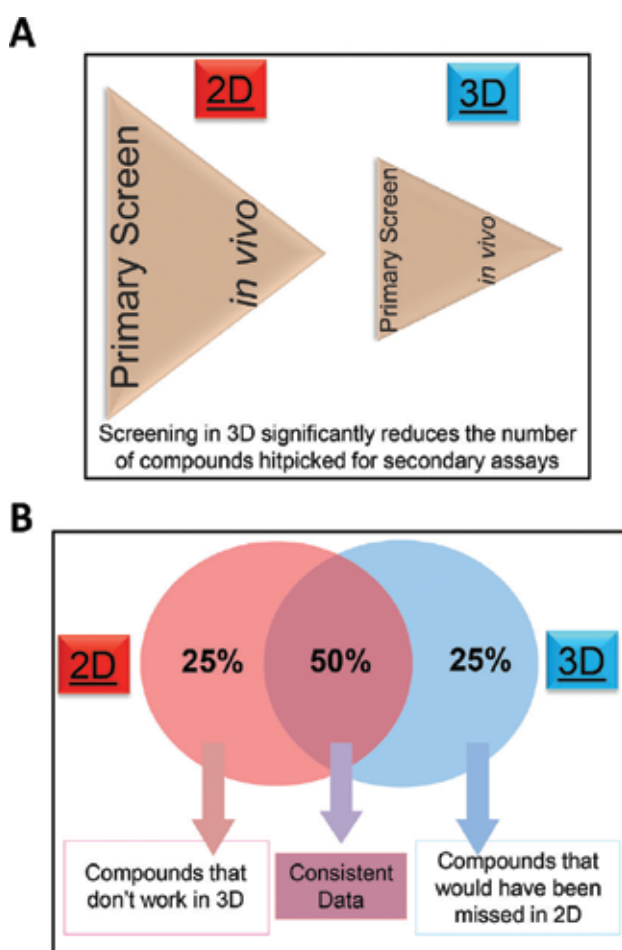 A
2D
3D
Primary Screen
in vivo
Primary Screen
in vivo
Screening in 3D significantly reduces the number
of compounds hitpicked for secondary assays
B
2D
25%
50%
25%
3D
Compounds that
don't work in 3D
Consistent
Data
Compounds that
would have been
missed in 2D